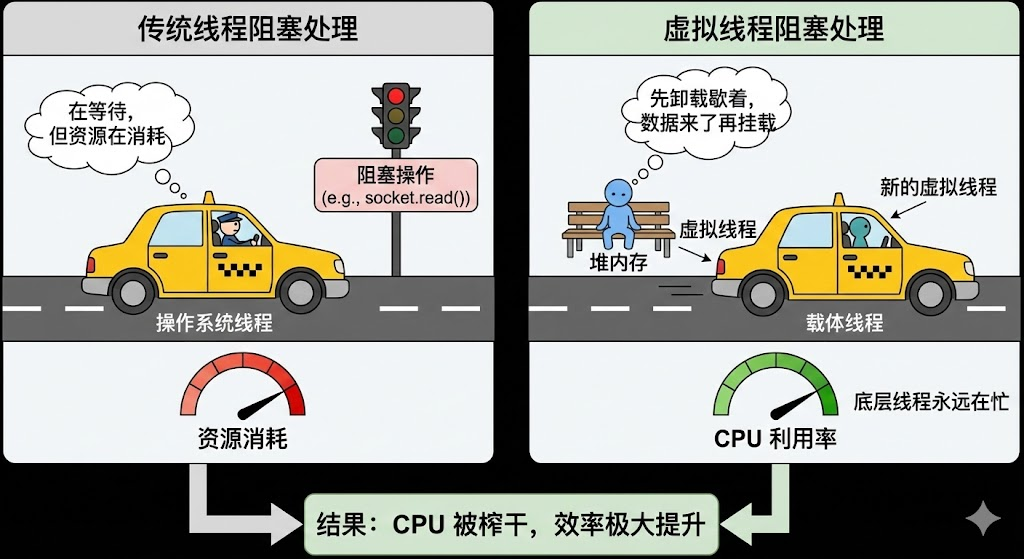 传统线程阻塞处理
在等待，
但资源在消耗
阻塞操作
(e.g., socket.read())
操作系统线程
资源消耗
虚拟线程阻塞处理
先卸载歇着，
数据来了再挂载
新的虚拟线程
虚拟线程
堆内存
载体线程
底层线程永远在忙
CPU 利用率
结果：CPU 被榨干，效率极大提升